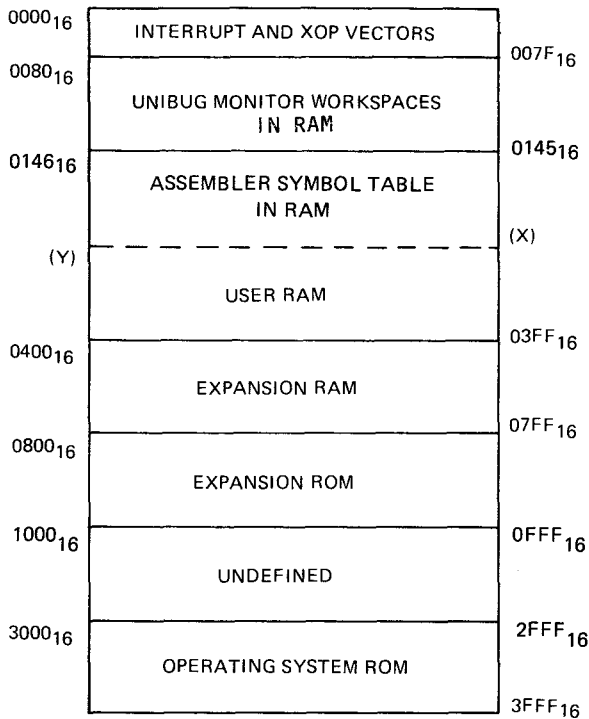 0000₁₆
INTERRUPT AND XOP VECTORS
007F₁₆
0080₁₆
UNIBUG MONITOR WORKSPACES
IN RAM
0145₁₆
0146₁₆
ASSEMBLER SYMBOL TABLE
IN RAM
(X)
(Y)
USER RAM
03FF₁₆
0400₁₆
EXPANSION RAM
07FF₁₆
0800₁₆
EXPANSION ROM
0FFF₁₆
1000₁₆
UNDEFINED
2FFF₁₆
3000₁₆
OPERATING SYSTEM ROM
3FFF₁₆